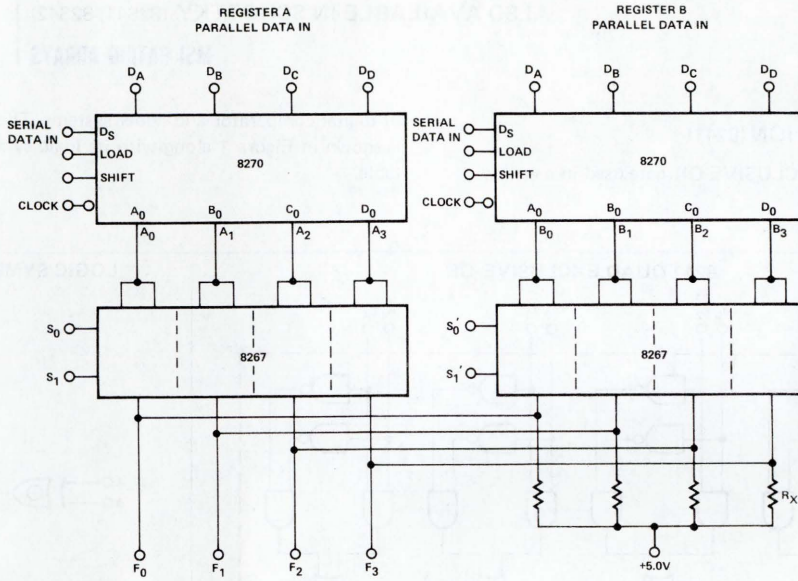 REGISTER A
PARALLEL DATA IN
REGISTER B
PARALLEL DATA IN
D_A D_B D_C D_D
D_A D_B D_C D_D
SERIAL
DATA IN
D_S
LOAD
SHIFT
CLOCK
8270
A_0 B_0 C_0 D_0
A_0 A_1 A_2 A_3
SERIAL
DATA IN
D_S
LOAD
SHIFT
CLOCK
8270
A_0 B_0 C_0 D_0
B_0 B_1 B_2 B_3
S_0
S_1
8267
S_0'
S_1'
8267
R_X
F_0 F_1 F_2 F_3
+5.0V